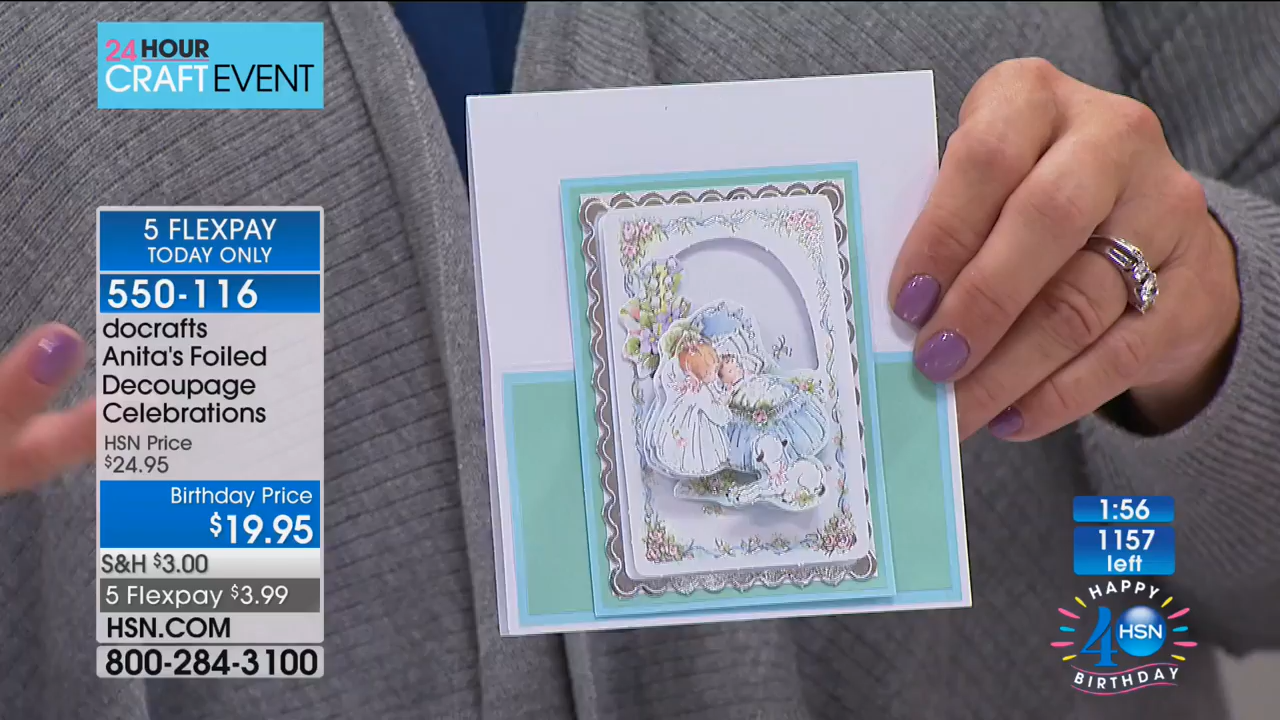 24 HOUR
CRAFT EVENT
5 FLEXPAY
TODAY ONLY
550-116
docrafts
Anita's Foiled
Decoupage
Celebrations
HSN Price
$24.95
Birthday Price
$19.95
S&H $3.00
5 Flexpay $3.99
HSN.COM
800-284-3100
1:56
1157
left
HAPPY
40
HSN
BIRTHDAY